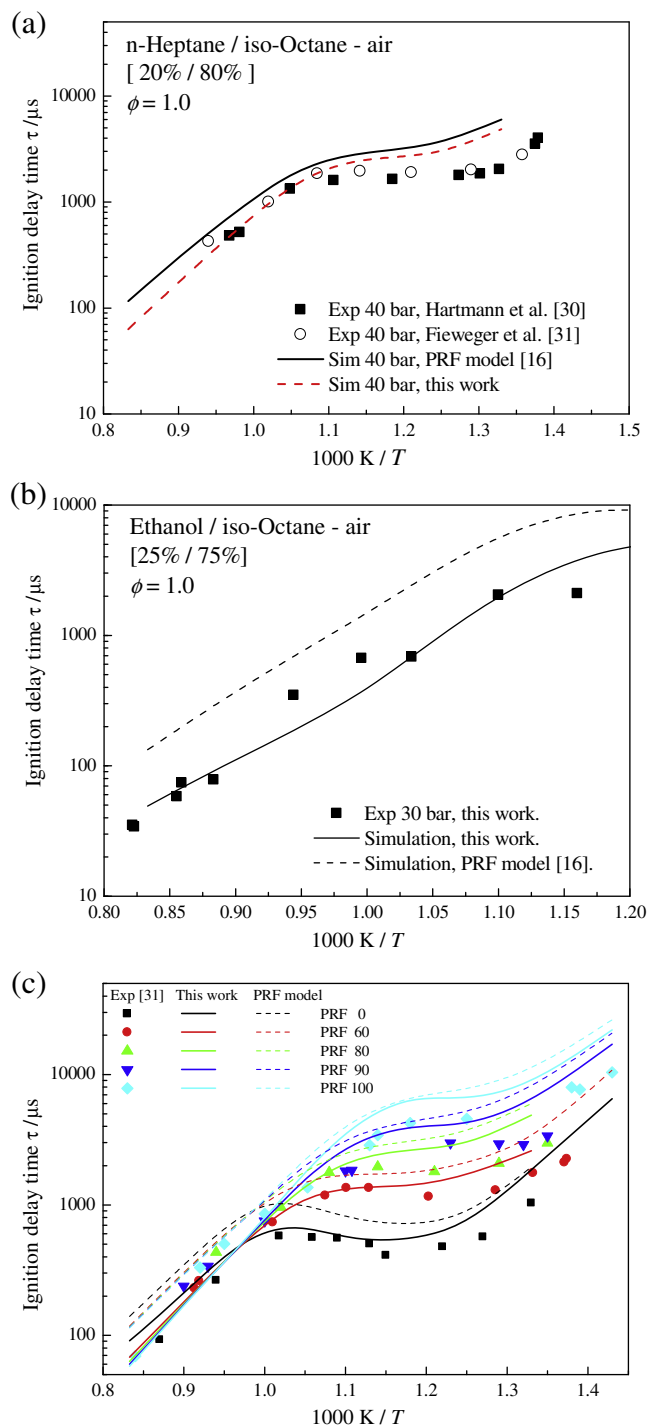 (a)
n-Heptane / iso-Octane - air
[ 20% / 80% ]
ϕ = 1.0
Ignition delay time τ /μs
10000
1000
100
10
Exp 40 bar, Hartmann et al. [30]
Exp 40 bar, Fieweger et al. [31]
Sim 40 bar, PRF model [16]
Sim 40 bar, this work
0.8 0.9 1.0 1.1 1.2 1.3 1.4 1.5
1000 K / T
(b)
Ethanol / iso-Octane - air
[25% / 75%]
ϕ = 1.0
Ignition delay time τ /μs
10000
1000
100
10
Exp 30 bar, this work.
Simulation, this work.
Simulation, PRF model [16].
0.80 0.85 0.90 0.95 1.00 1.05 1.10 1.15 1.20
1000 K / T
(c)
Exp [31] This work PRF model
PRF 0
PRF 60
PRF 80
PRF 90
PRF 100
Ignition delay time τ /μs
10000
1000
100
0.8 0.9 1.0 1.1 1.2 1.3 1.4
1000 K / T